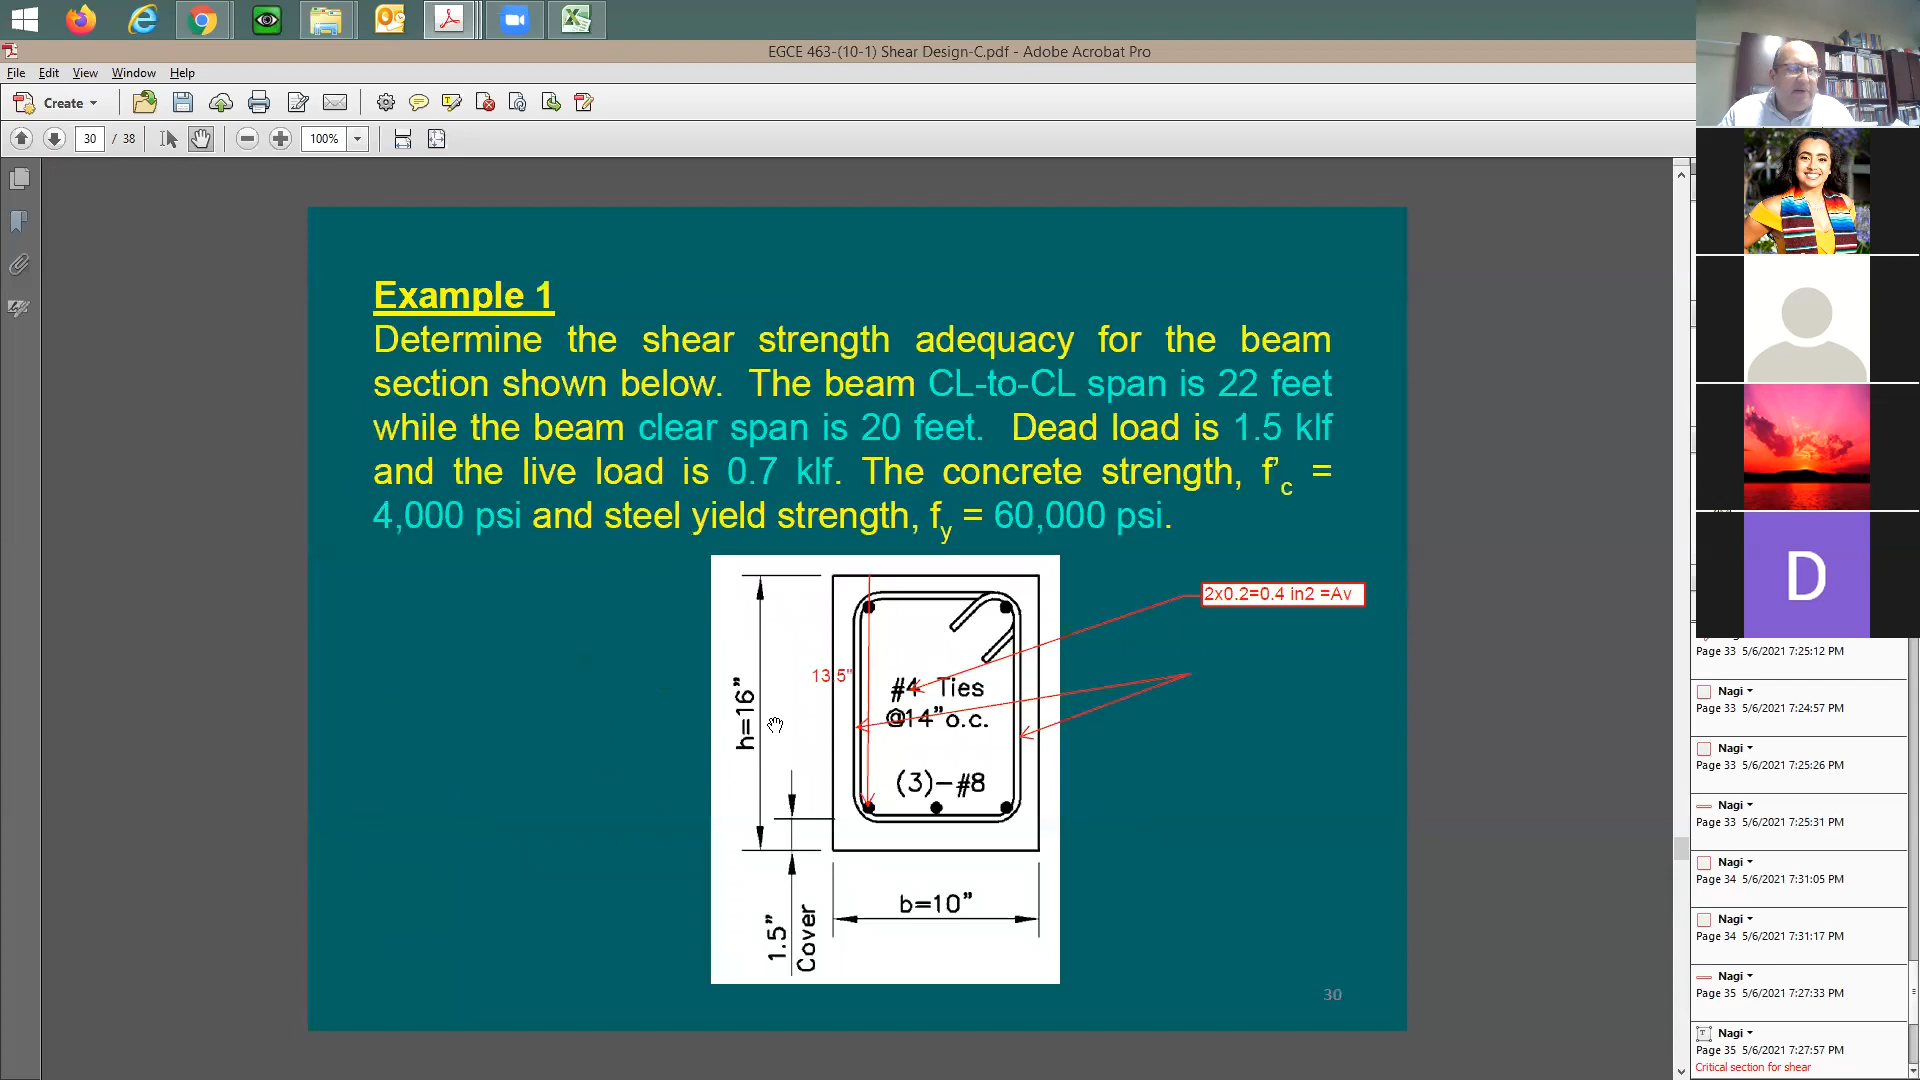 EGCE 463-(10-1) Shear Design-C.pdf - Adobe Acrobat Pro
File Edit View Window Help
Create
30 / 38 100%
Example 1
Determine the shear strength adequacy for the beam
section shown below. The beam CL-to-CL span is 22 feet
while the beam clear span is 20 feet. Dead load is 1.5 klf
and the live load is 0.7 klf. The concrete strength, f'c =
4,000 psi and steel yield strength, fy = 60,000 psi.
2x0.2=0.4 in2 =Av
13.5"
h=16"
#4 Ties
@14"o.c.
(3)-#8
b=10"
1.5"
Cover
30
D
Page 33 5/6/2021 7:25:12 PM
Nagi
Page 33 5/6/2021 7:24:57 PM
Nagi
Page 33 5/6/2021 7:25:26 PM
Nagi
Page 33 5/6/2021 7:25:31 PM
Nagi
Page 34 5/6/2021 7:31:05 PM
Nagi
Page 34 5/6/2021 7:31:17 PM
Nagi
Page 35 5/6/2021 7:27:33 PM
Nagi
Page 35 5/6/2021 7:27:57 PM
Critical section for shear